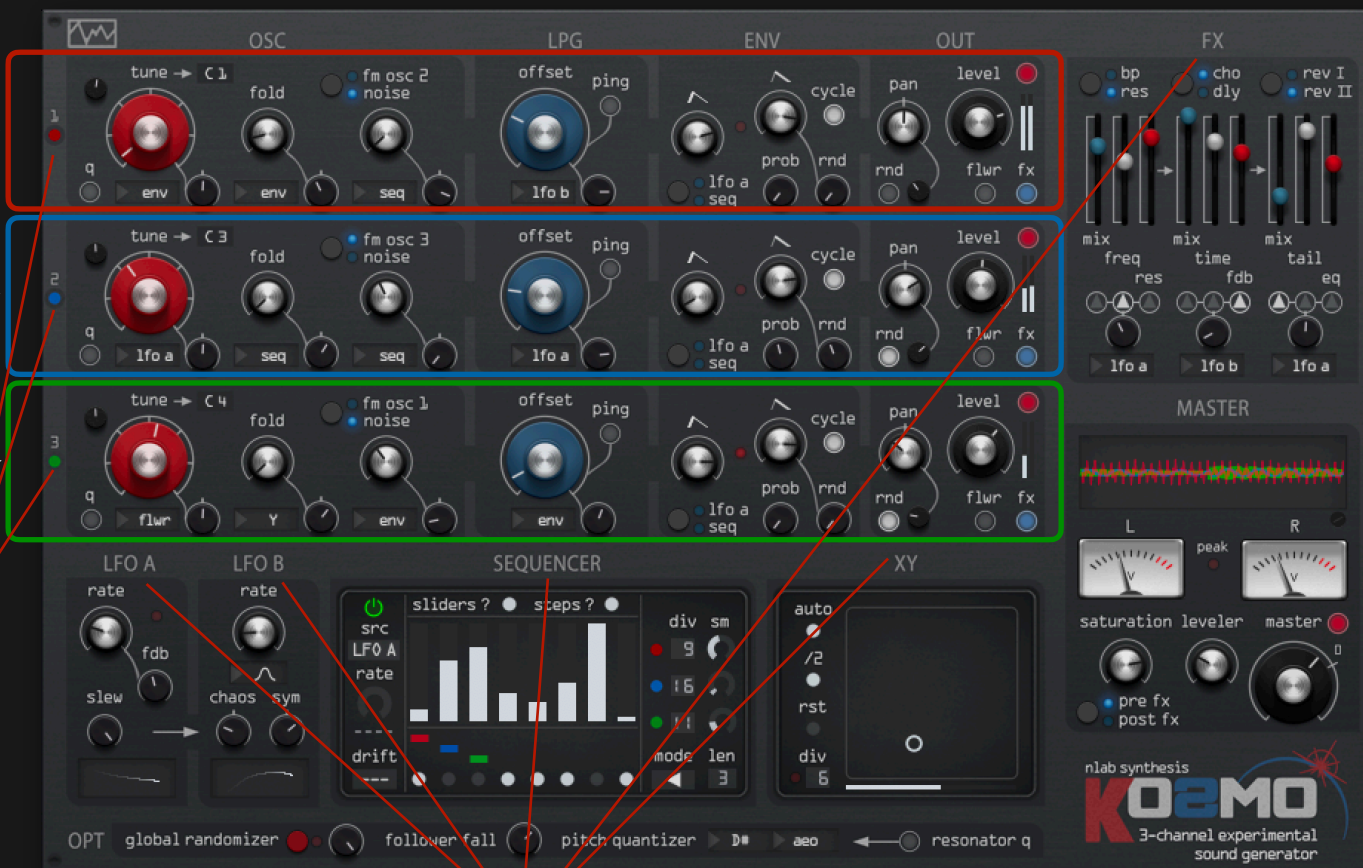 OSC LPG ENV OUT FX
1
tune → C 1
fold
fm osc 2
noise
q
env
env
seq
offset
ping
lfo b
cycle
prob rnd
lfo a
seq
pan
level
rnd
flwr fx
2
tune → C 3
fold
fm osc 3
noise
q
lfo a
seq
seq
offset
ping
lfo a
cycle
prob rnd
lfo a
seq
pan
level
rnd
flwr fx
3
tune → C 4
fold
fm osc 1
noise
q
flwr
Y
env
offset
ping
env
cycle
prob rnd
lfo a
seq
pan
level
rnd
flwr fx
bp
res
cho
dly
rev I
rev II
mix mix mix
freq time tail
res fdb eq
lfo a lfo b lfo a
MASTER
L R
peak
V V
saturation leveler master
0
pre fx
post fx
LFO A LFO B SEQUENCER XY
rate
fdb
slew
rate
chaos sym
sliders ? steps ?
src
LFO A
rate
----
drift
---
div sm
9
16
11
mode len
3
auto
/2
rst
div
6
OPT global randomizer follower fall pitch quantizer D# aeo resonator q
nlab synthesis
KOSMO
3-channel experimental
sound generator